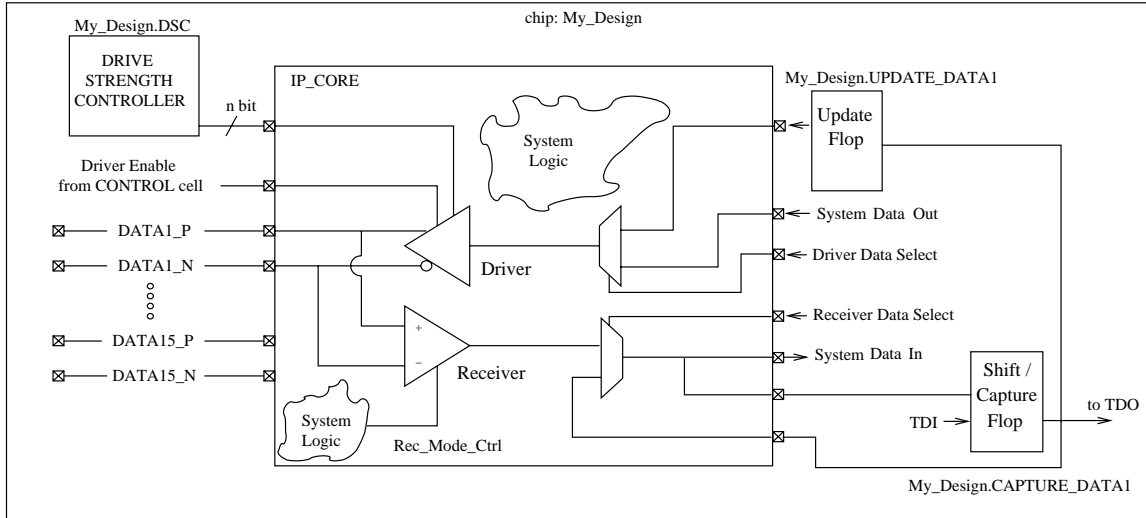 chip: My_Design
My_Design.DSC
DRIVE
STRENGTH
CONTROLLER
n bit
IP_CORE
System
Logic
My_Design.UPDATE_DATA1
Update
Flop
Driver Enable
from CONTROL cell
DATA1_P
DATA1_N
DATA15_P
DATA15_N
Driver
System Data Out
Driver Data Select
Receiver Data Select
System Data In
+
−
Receiver
System
Logic
Rec_Mode_Ctrl
Shift /
Capture
Flop
TDI
to TDO
My_Design.CAPTURE_DATA1